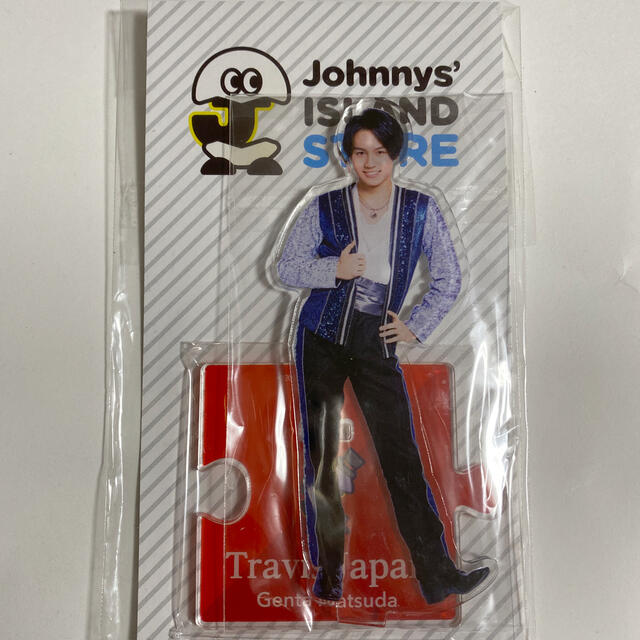 Johnnys'
ISLAND
STORE
Travis Japan
Genta Matsuda